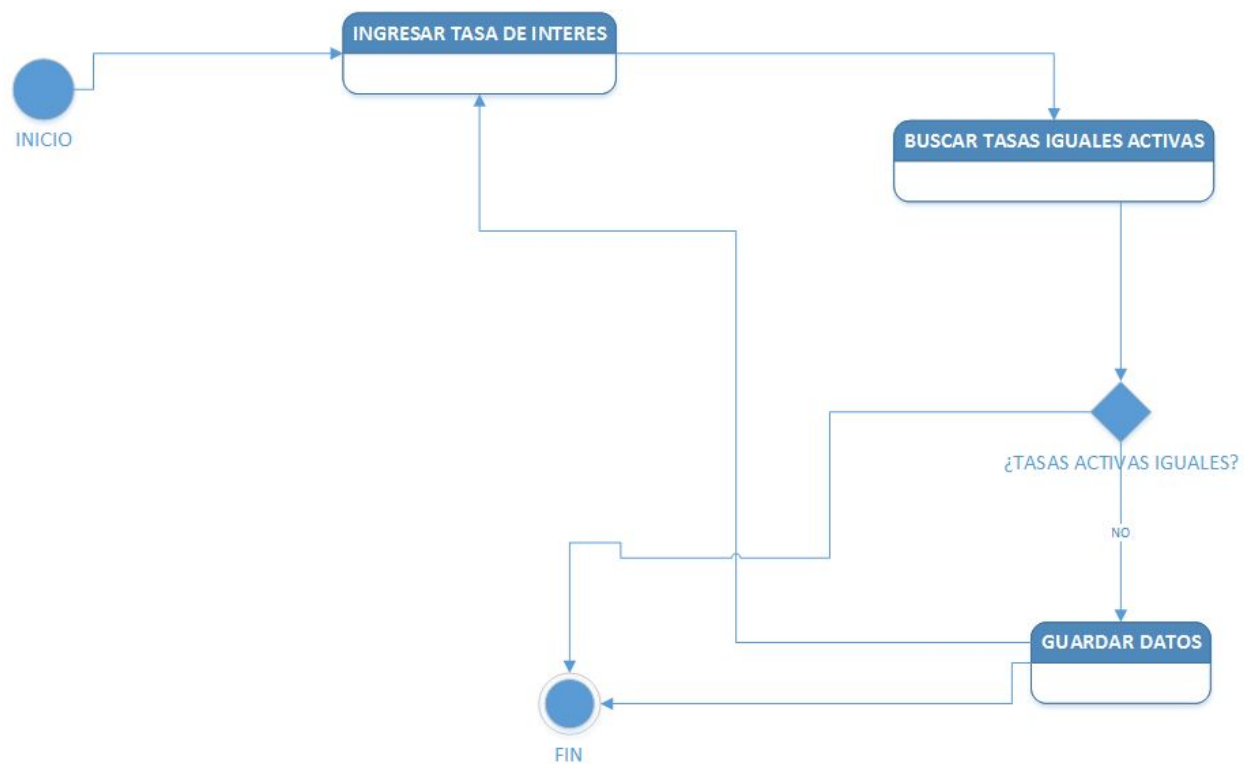 INGRESAR TASA DE INTERES
INICIO
BUSCAR TASAS IGUALES ACTIVAS
¿TASAS ACTIVAS IGUALES?
NO
GUARDAR DATOS
FIN